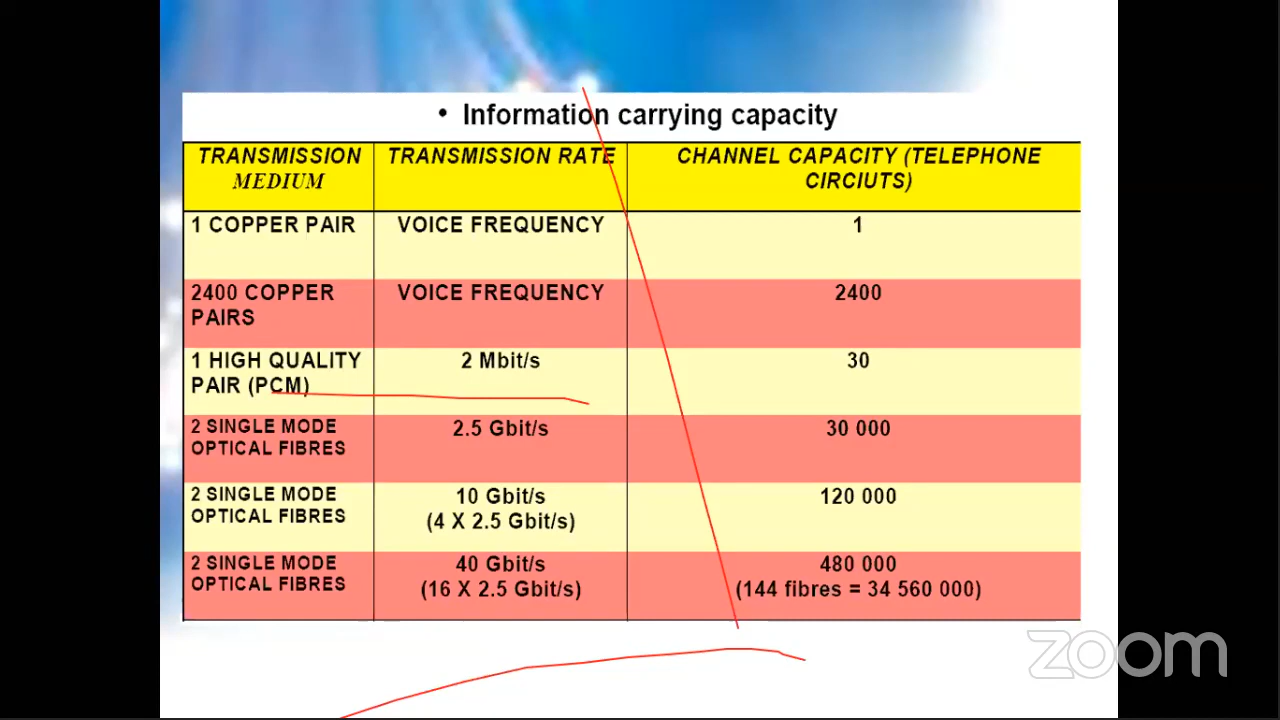 • Information carrying capacity
TRANSMISSION MEDIUM
TRANSMISSION RATE
CHANNEL CAPACITY (TELEPHONE CIRCIUTS)
1 COPPER PAIR
VOICE FREQUENCY
1
2400 COPPER PAIRS
VOICE FREQUENCY
2400
1 HIGH QUALITY PAIR (PCM)
2 Mbit/s
30
2 SINGLE MODE OPTICAL FIBRES
2.5 Gbit/s
30 000
2 SINGLE MODE OPTICAL FIBRES
10 Gbit/s
(4 X 2.5 Gbit/s)
120 000
2 SINGLE MODE OPTICAL FIBRES
40 Gbit/s
(16 X 2.5 Gbit/s)
480 000
(144 fibres = 34 560 000)
zoom